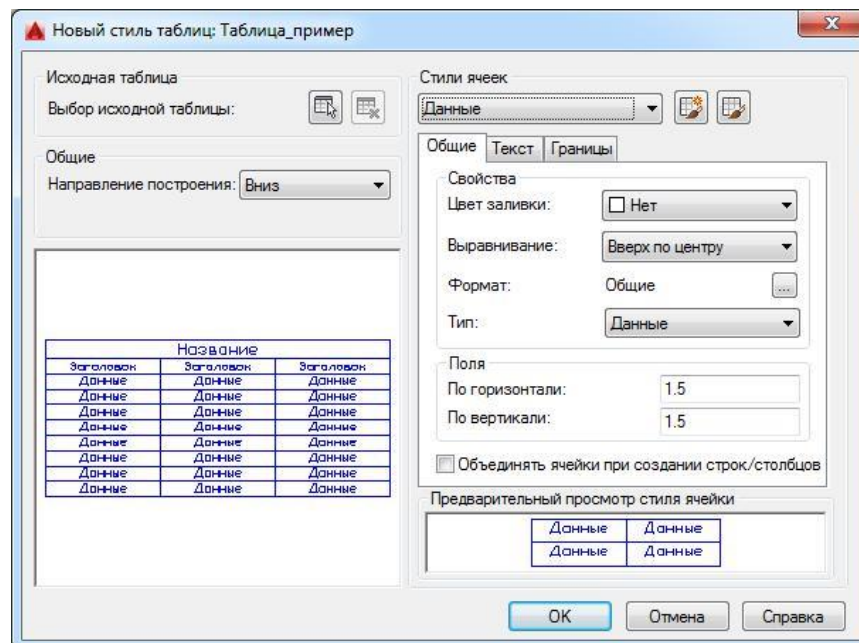 Новый стиль таблиц: Таблица_пример
Исходная таблица
Выбор исходной таблицы:
Общие
Направление построения: Вниз
Название
Заголовок Заголовок Заголовок
Данные Данные Данные
Данные Данные Данные
Данные Данные Данные
Данные Данные Данные
Данные Данные Данные
Данные Данные Данные
Данные Данные Данные
Данные Данные Данные
Стили ячеек
Данные
Общие Текст Границы
Свойства
Цвет заливки: Нет
Выравнивание: Вверх по центру
Формат: Общие ...
Тип: Данные
Поля
По горизонтали: 1.5
По вертикали: 1.5
Объединять ячейки при создании строк/столбцов
Предварительный просмотр стиля ячейки
Данные Данные
Данные Данные
OK Отмена Справка